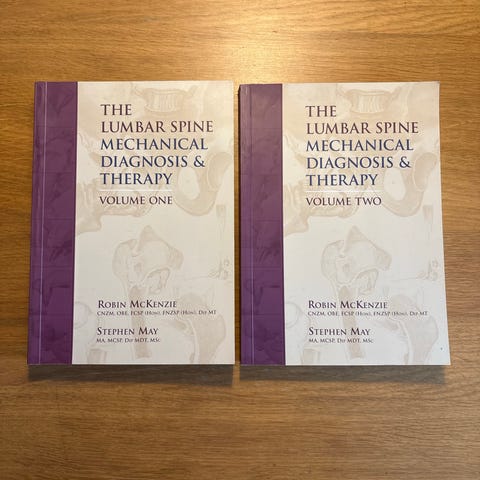 THE
LUMBAR SPINE
MECHANICAL
DIAGNOSIS &
THERAPY
VOLUME ONE
ROBIN MCKENZIE
CNZM, OBE, FCSP (HON), FNZSP (HON), DIP MT
STEPHEN MAY
MA, MCSP, DIP MDT, MSc
THE
LUMBAR SPINE
MECHANICAL
DIAGNOSIS &
THERAPY
VOLUME TWO
ROBIN MCKENZIE
CNZM, OBE, FCSP (HON), FNZSP (HON), DIP MT
STEPHEN MAY
MA, MCSP, DIP MDT, MSc